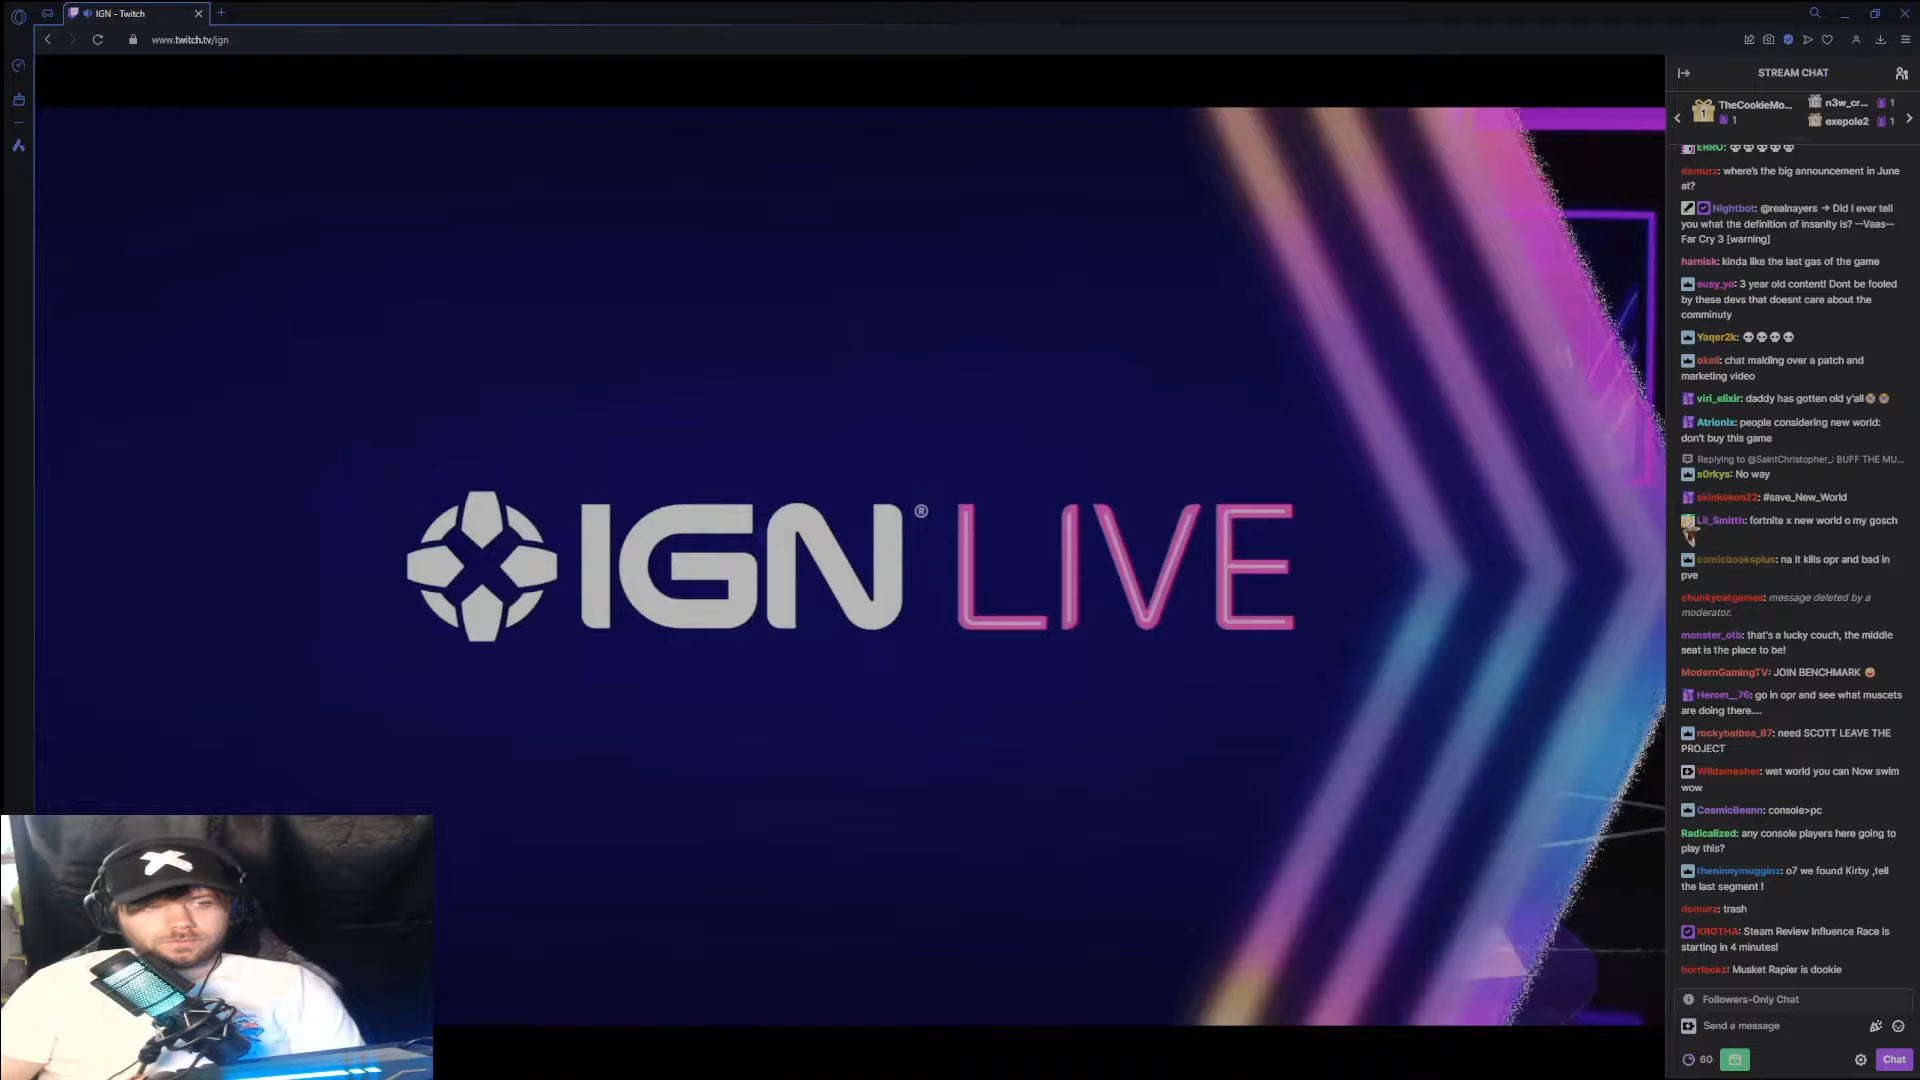 IGN - Twitch
www.twitch.tv/ign
STREAM CHAT
TheCookieMo...
1
1
n3w_cr... 1
exepole2 1
ERRO:
domurz: where's the big announcement in June
at?
Nightbot: @realnayers → Did I ever tell
you what the definition of insanity is? --Vaas--
Far Cry 3 [warning]
harnisk: kinda like the last gas of the game
susy_yo: 3 year old content! Dont be fooled
by these devs that doesnt care about the
comminuty
Yaqer2k:
okeli: chat malding over a patch and
marketing video
viri_elixir: daddy has gotten old y'all
Atrionix: people considering new world:
don't buy this game
Replying to @SaintChristopher_: BUFF THE MU...
s0rkys: No way
skinkokon22: #save_New_World
Lil_Smitth: fortnite x new world o my gosch
comicbooksplus: na it kills opr and bad in
pve
chunkycatgames: message deleted by a
moderator.
monster_otb: that's a lucky couch, the middle
seat is the place to be!
ModernGamingTV: JOIN BENCHMARK
Herom__76: go in opr and see what muscets
are doing there....
rockybalboa_87: need SCOTT LEAVE THE
PROJECT
Wildsmasher: wet world you can Now swim
wow
CosmicBeann: console>pc
Radicalized: any console players here going to
play this?
theninnymugginz: o7 we found Kirby ,tell
the last segment !
domurz: trash
KROTHA: Steam Review Influence Race is
starting in 4 minutes!
horrlockz: Musket Rapier is dookie
Followers-Only Chat
Send a message
60
Chat
IGN® LIVE